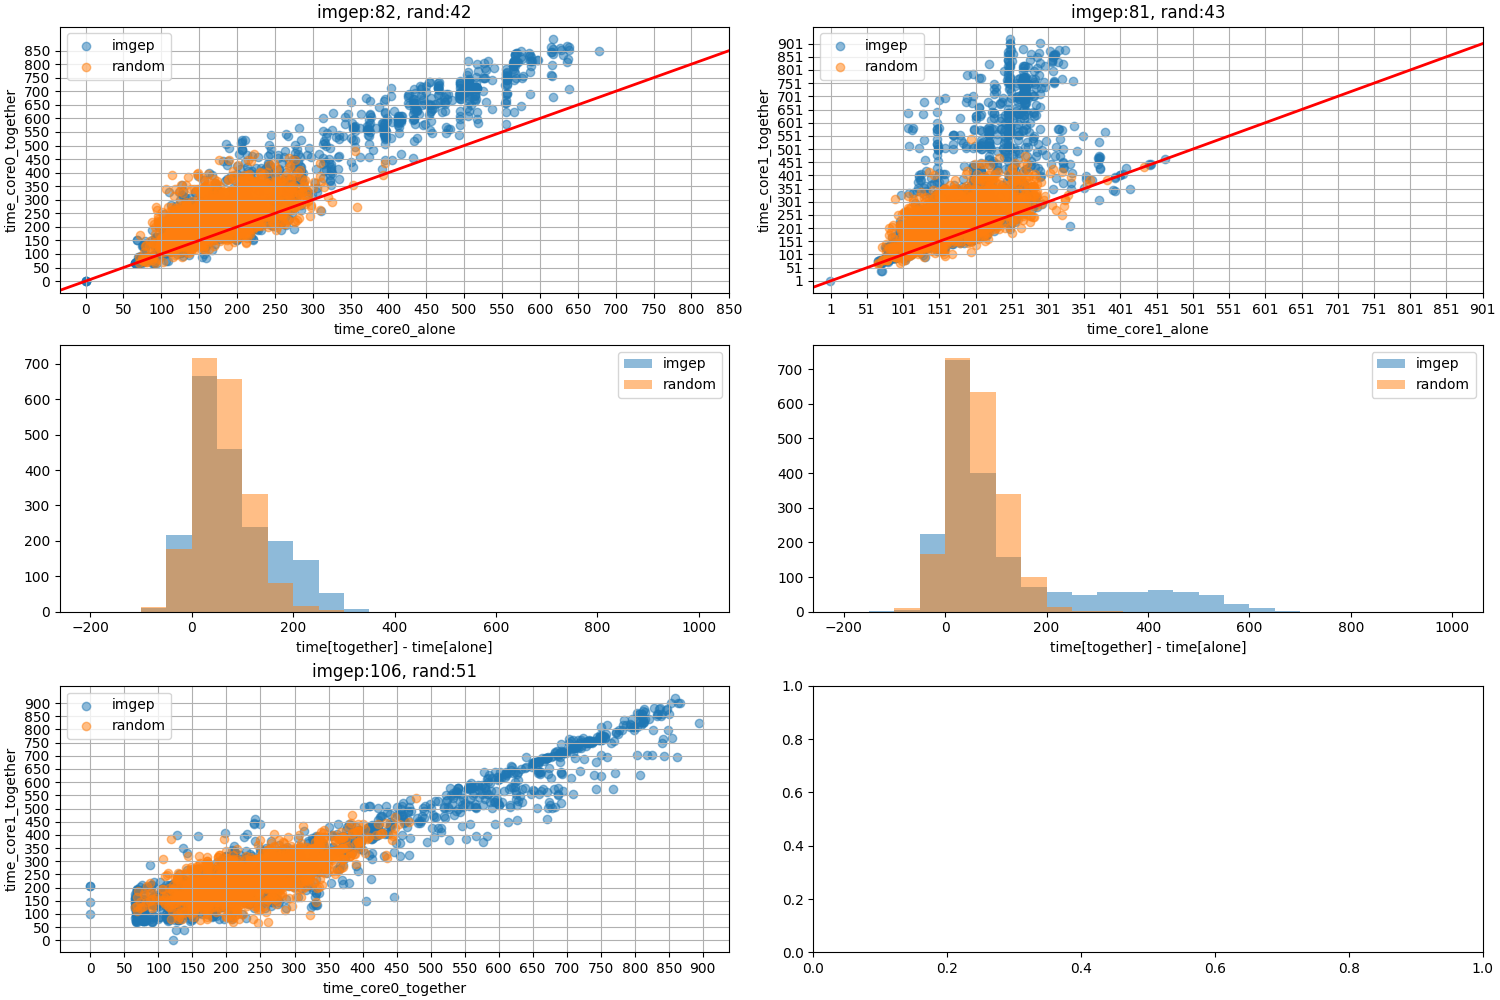 imgep:82, rand:42
imgep
random
850
800
750
700
650
600
550
500
450
400
350
300
250
200
150
100
50
0
time_core0_together
0 50 100 150 200 250 300 350 400 450 500 550 600 650 700 750 800 850
time_core0_alone
imgep:81, rand:43
imgep
random
901
851
801
751
701
651
601
551
501
451
401
351
301
251
201
151
101
51
1
time_core1_together
1 51 101 151 201 251 301 351 401 451 501 551 601 651 701 751 801 851 901
time_core1_alone
imgep
random
700
600
500
400
300
200
100
0
−200 0 200 400 600 800 1000
time[together] - time[alone]
imgep
random
700
600
500
400
300
200
100
0
−200 0 200 400 600 800 1000
time[together] - time[alone]
imgep:106, rand:51
imgep
random
900
850
800
750
700
650
600
550
500
450
400
350
300
250
200
150
100
50
0
time_core1_together
0 50 100 150 200 250 300 350 400 450 500 550 600 650 700 750 800 850 900
time_core0_together
1.0
0.8
0.6
0.4
0.2
0.0
0.0 0.2 0.4 0.6 0.8 1.0